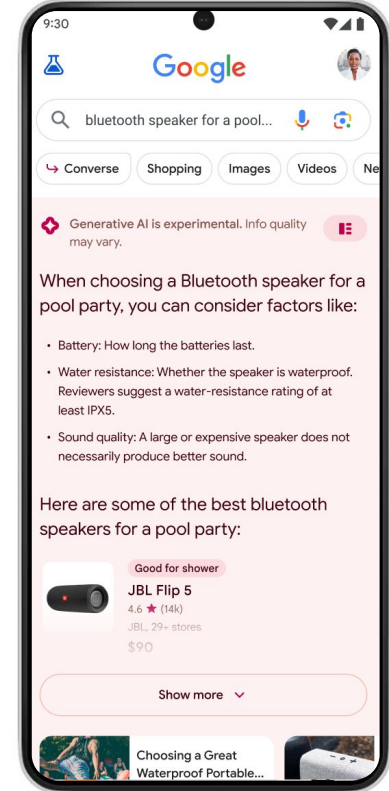 9:30
Google
bluetooth speaker for a pool...
Converse
Shopping
Images
Videos
Ne
Generative AI is experimental. Info quality
may vary.
When choosing a Bluetooth speaker for a
pool party, you can consider factors like:
• Battery: How long the batteries last.
• Water resistance: Whether the speaker is waterproof.
Reviewers suggest a water-resistance rating of at
least IPX5.
• Sound quality: A large or expensive speaker does not
necessarily produce better sound.
Here are some of the best bluetooth
speakers for a pool party:
Good for shower
JBL Flip 5
4.6 ★ (14k)
JBL, 29+ stores
$90
Show more
Choosing a Great
Waterproof Portable...